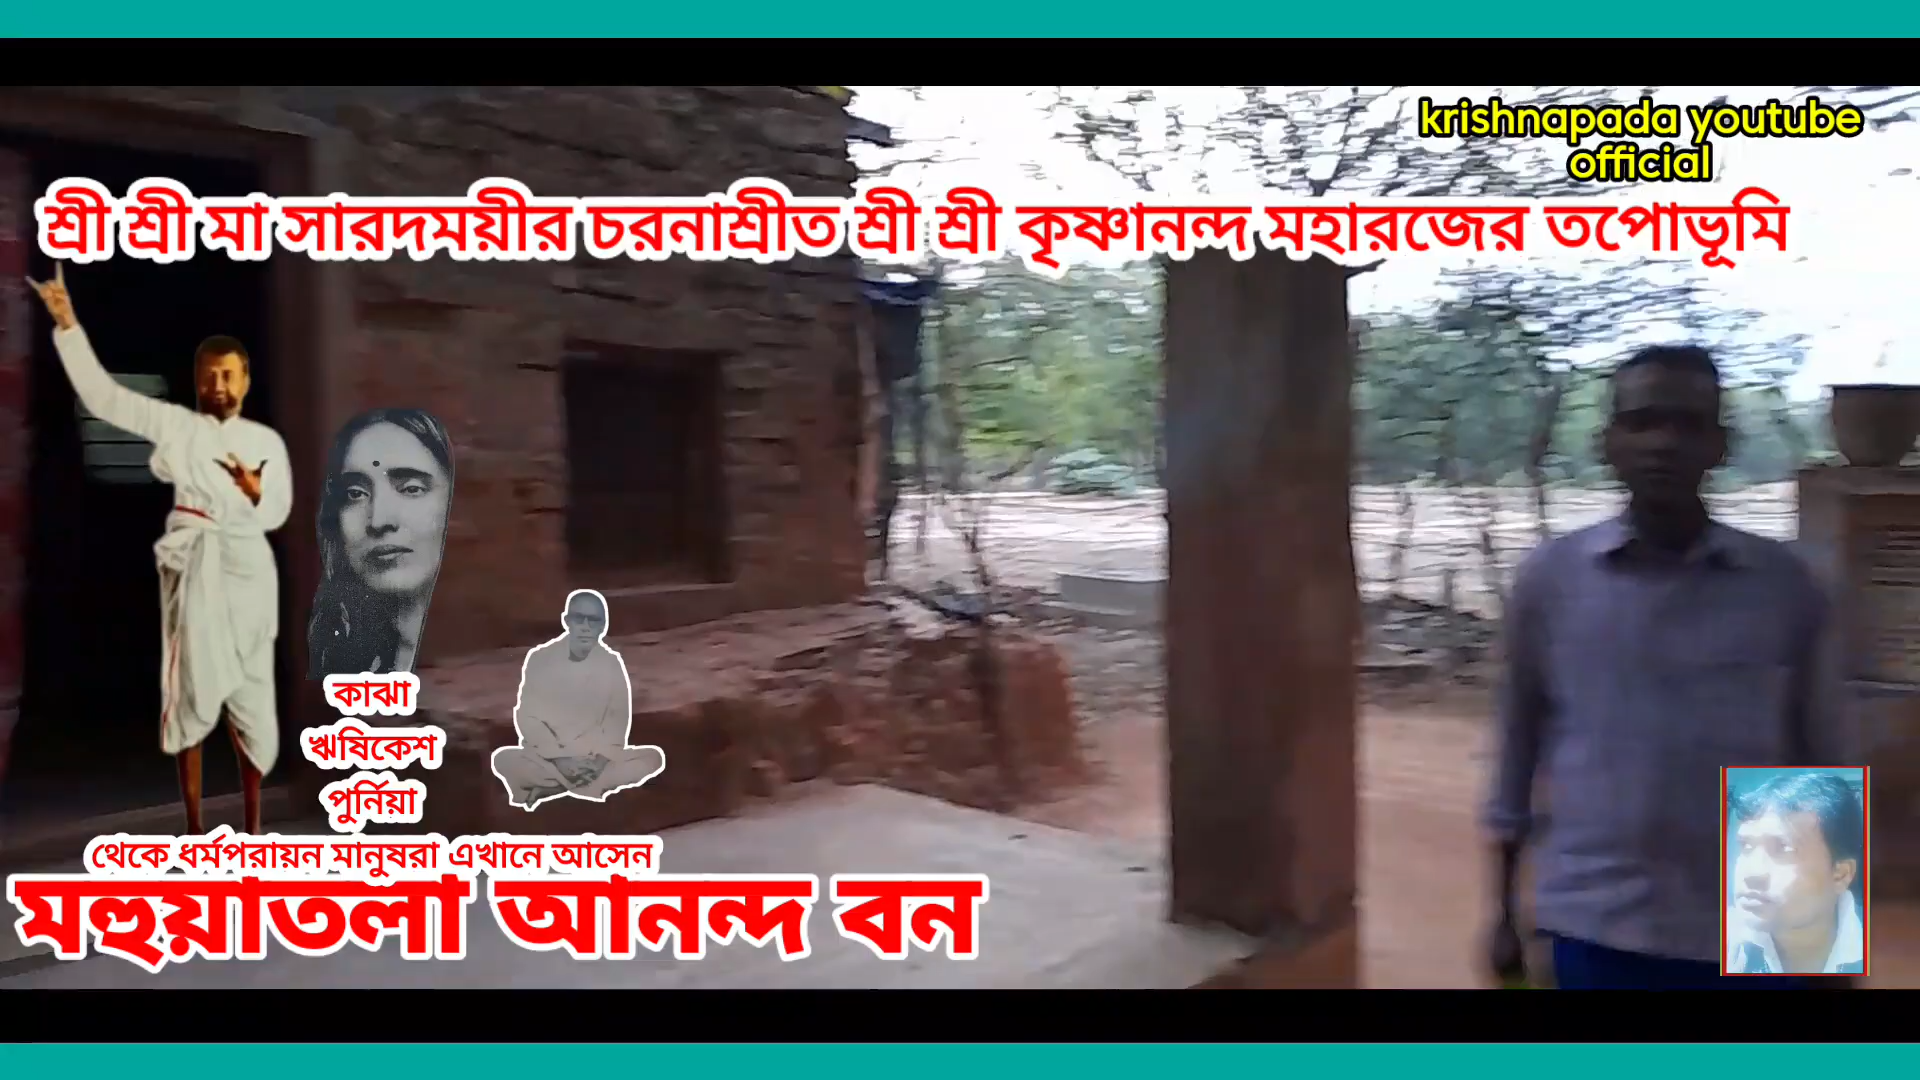 krishnapada youtube
official
শ্রী শ্রী মা সারদময়ীর চরনাশ্রীত শ্রী শ্রী কৃষ্ণানন্দ মহারজের তপোভূমি
কাঝা
ঋষিকেশ
পুর্নিয়া
থেকে ধর্মপরায়ন মানুষরা এখানে আসেন
মহুয়াতলা আনন্দ বন